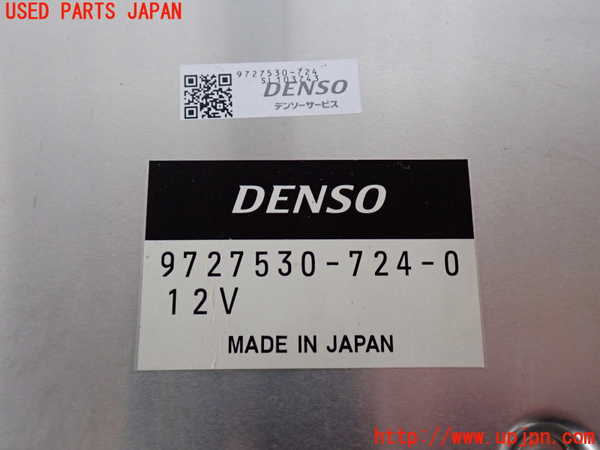 USED PARTS JAPAN
9727530-724
SL103243
DENSO
デンソーサービス
DENSO
9727530-724-0
12V
MADE IN JAPAN
http://www.upjpn.com